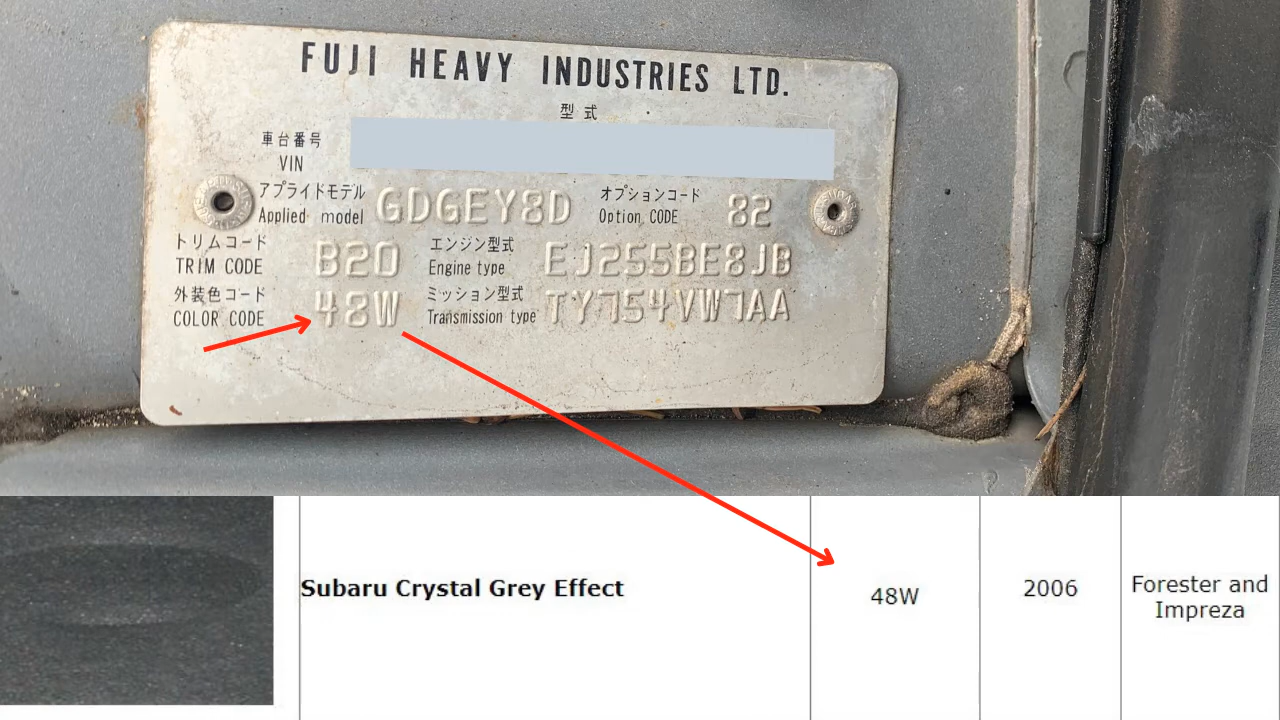 FUJI HEAVY INDUSTRIES LTD.
型式
車台番号
VIN
アプライドモデル
Applied model GDGEY8D
オプションコード
Option CODE 82
トリムコード
TRIM CODE B20
エンジン型式
Engine type EJ255BE8JB
外装色コード
COLOR CODE 48W
ミッション型式
Transmission type TY754VW7AA
Subaru Crystal Grey Effect
48W
2006
Forester and
Impreza